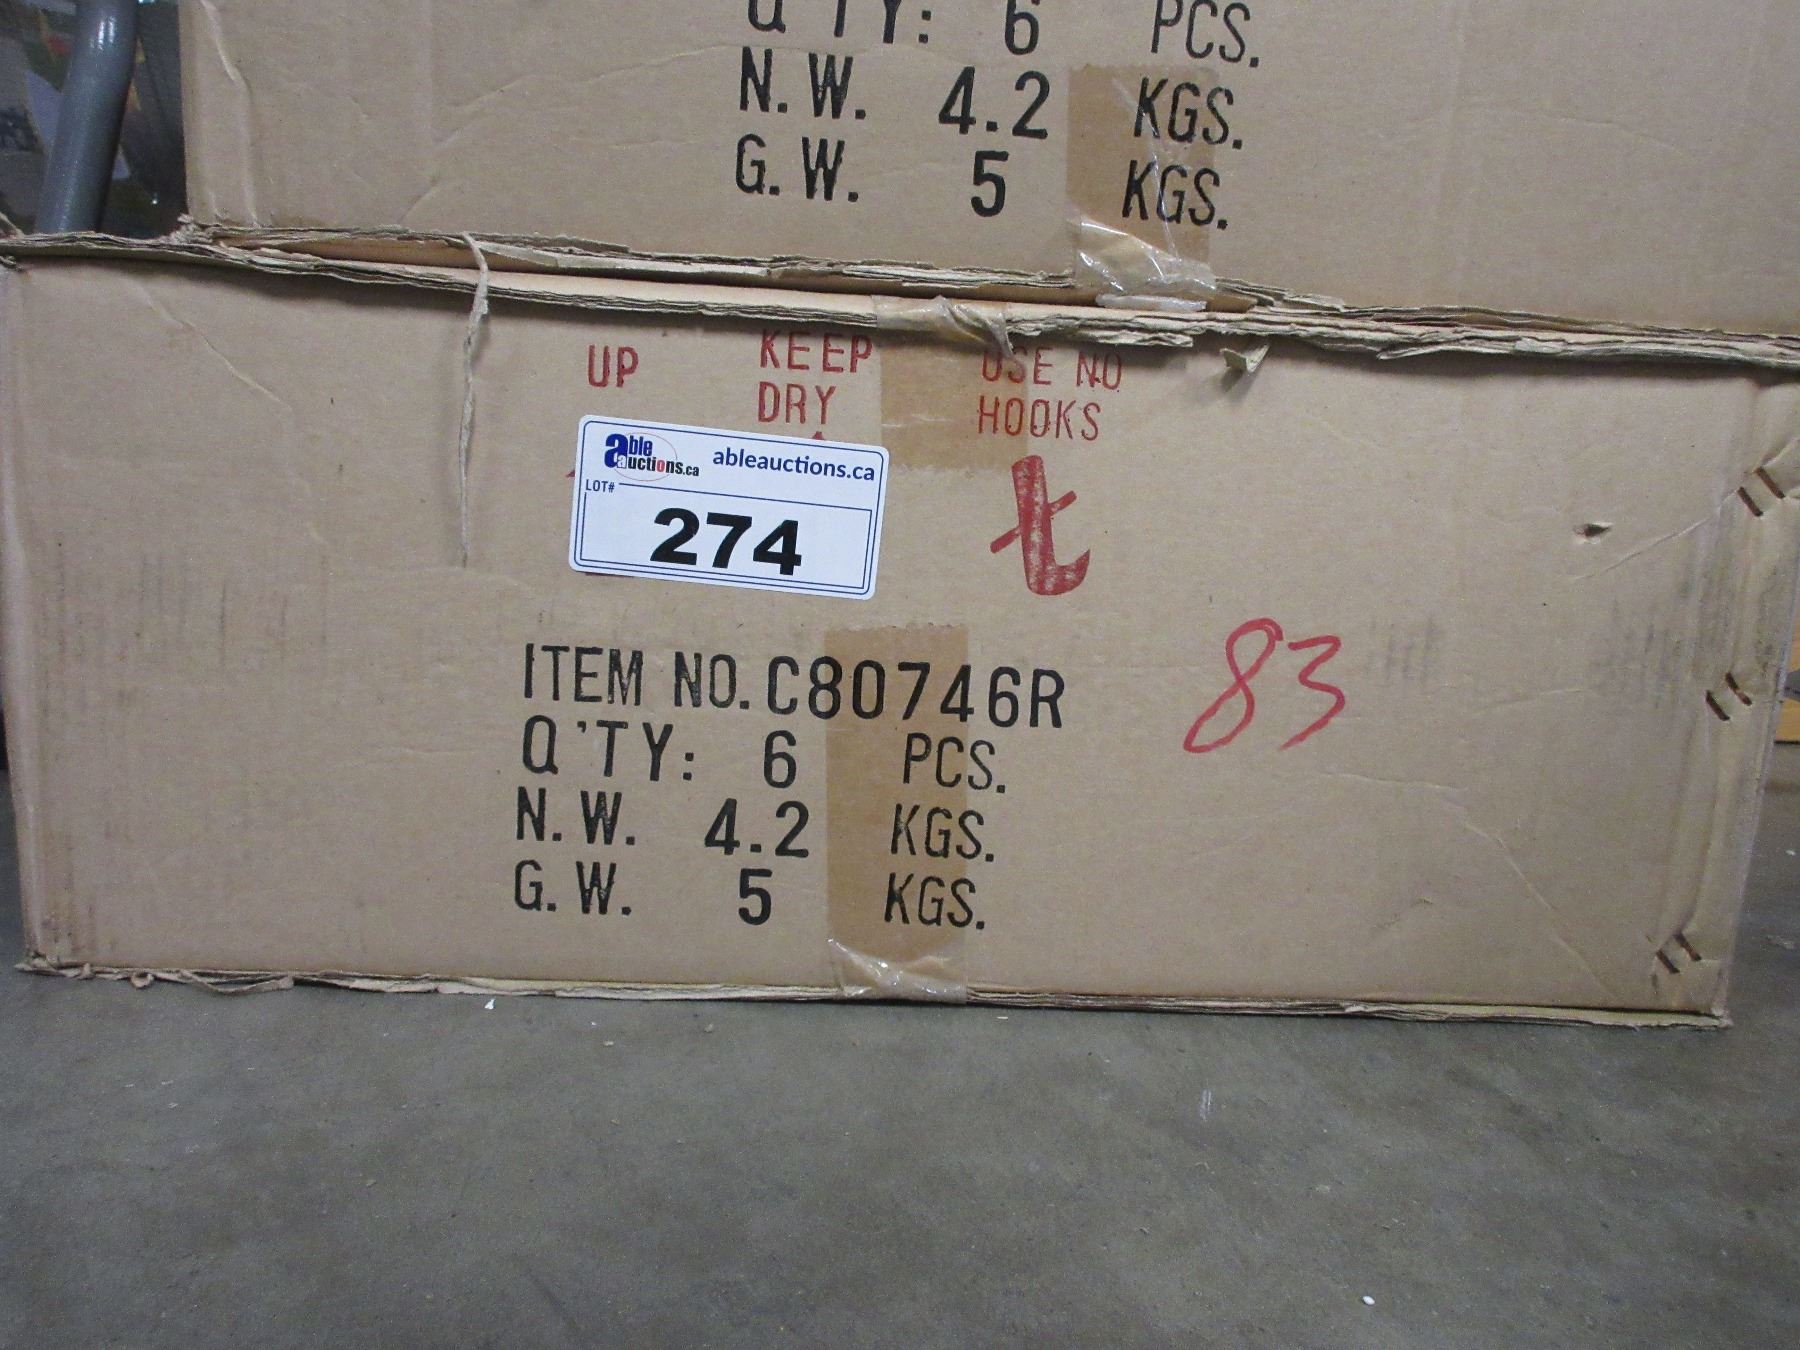 Q'TY: 6 PCS.
N.W. 4.2 KGS.
G.W. 5 KGS.
UP
KEEP
DRY
USE NO
HOOKS
able auctions.ca
ableauctions.ca
LOT#
274
83
ITEM NO. C80746R
Q'TY: 6 PCS.
N.W. 4.2 KGS.
G.W. 5 KGS.